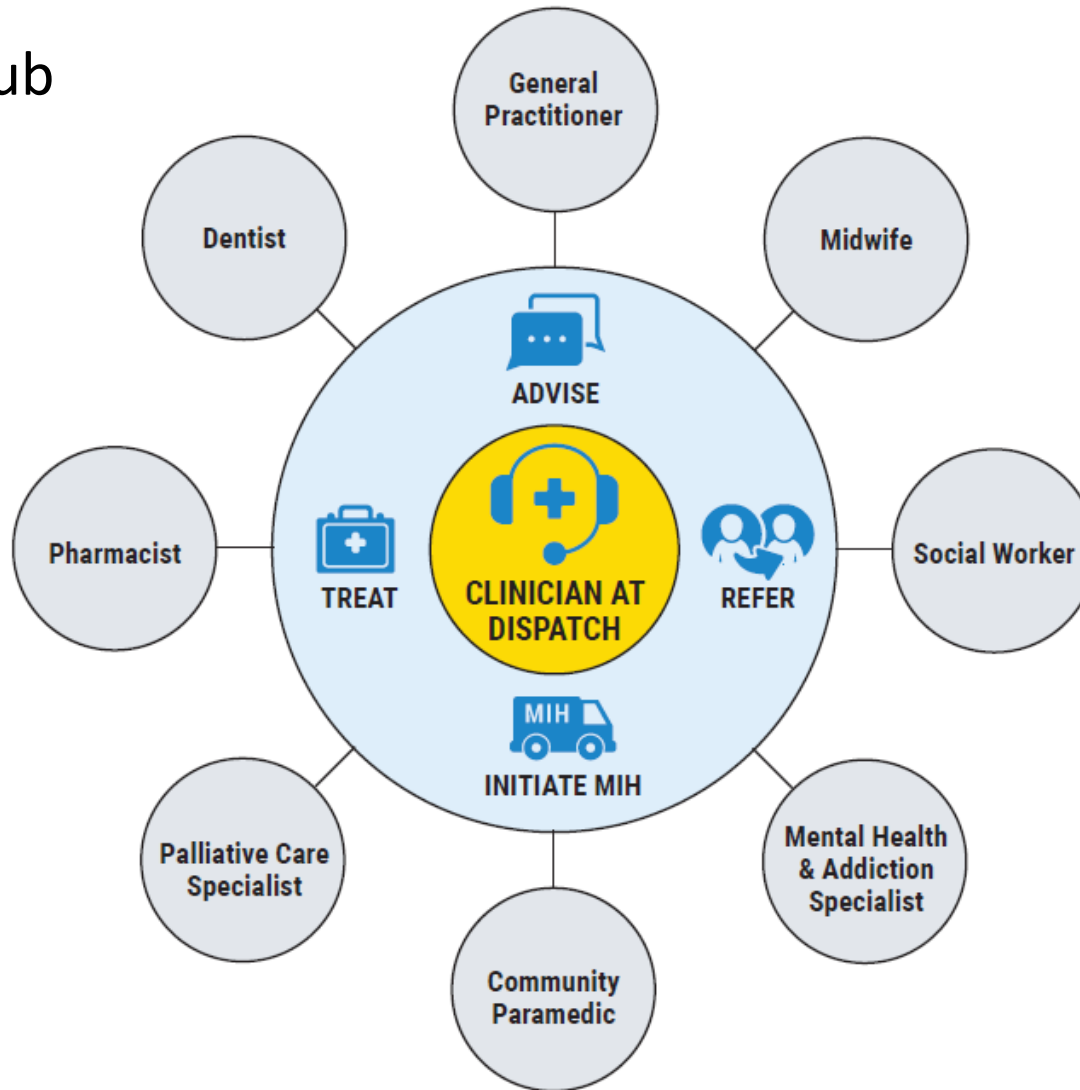 ub
General
Practitioner
Dentist
Midwife
ADVISE
Pharmacist
TREAT
CLINICIAN AT
DISPATCH
REFER
Social Worker
MIH
INITIATE MIH
Palliative Care
Specialist
Mental Health
& Addiction
Specialist
Community
Paramedic